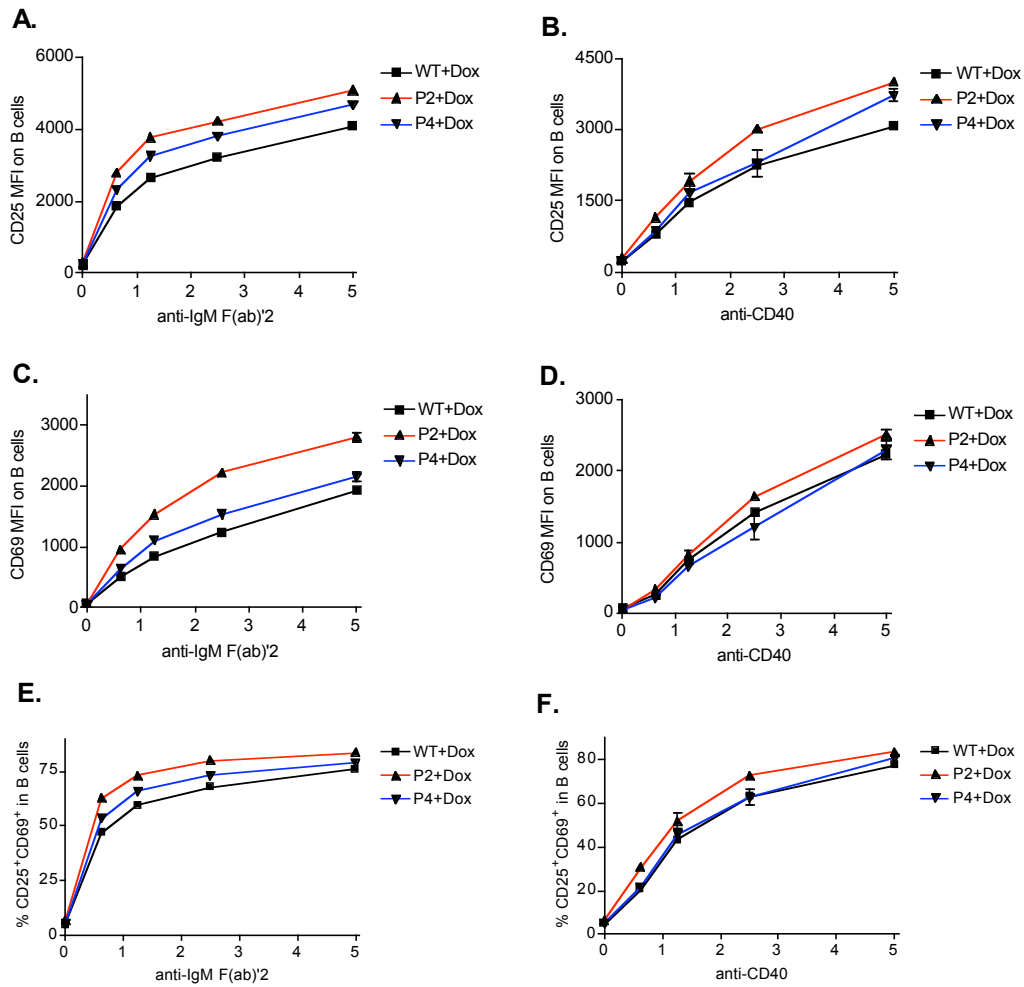 A.
6000
4000
2000
0
CD25 MFI on B cells
0 1 2 3 4 5
anti-IgM F(ab)'2
WT+Dox
P2+Dox
P4+Dox
B.
4500
3000
1500
0
CD25 MFI on B cells
0 1 2 3 4 5
anti-CD40
WT+Dox
P2+Dox
P4+Dox
C.
3000
2000
1000
0
CD69 MFI on B cells
0 1 2 3 4 5
anti-IgM F(ab)'2
WT+Dox
P2+Dox
P4+Dox
D.
3000
2000
1000
0
CD69 MFI on B cells
0 1 2 3 4 5
anti-CD40
WT+Dox
P2+Dox
P4+Dox
E.
75
50
25
0
% CD25⁺CD69⁺ in B cells
0 1 2 3 4 5
anti-IgM F(ab)'2
WT+Dox
P2+Dox
P4+Dox
F.
80
60
40
20
0
% CD25⁺CD69⁺ in B cells
0 1 2 3 4 5
anti-CD40
WT+Dox
P2+Dox
P4+Dox